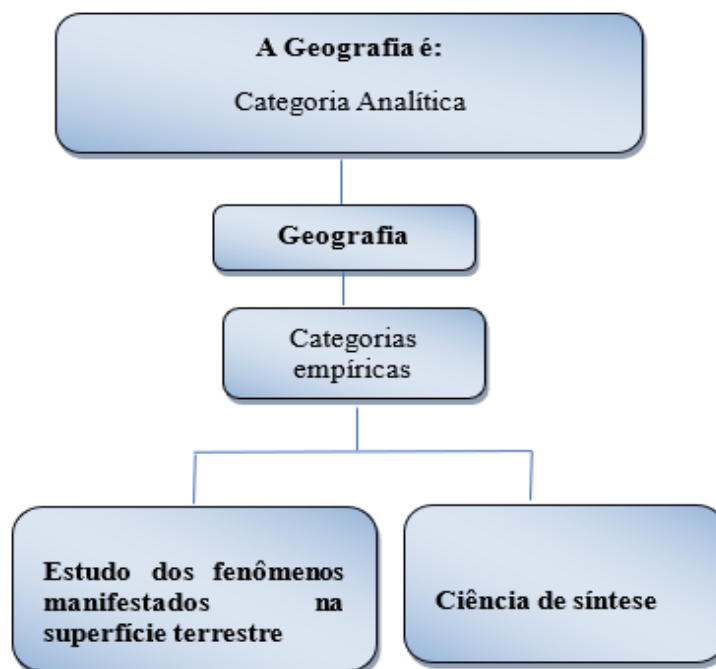 A Geografia é:
Categoria Analítica
Geografia
Categorias
empíricas
Estudo dos fenômenos
manifestados na
superfície terrestre
Ciência de síntese